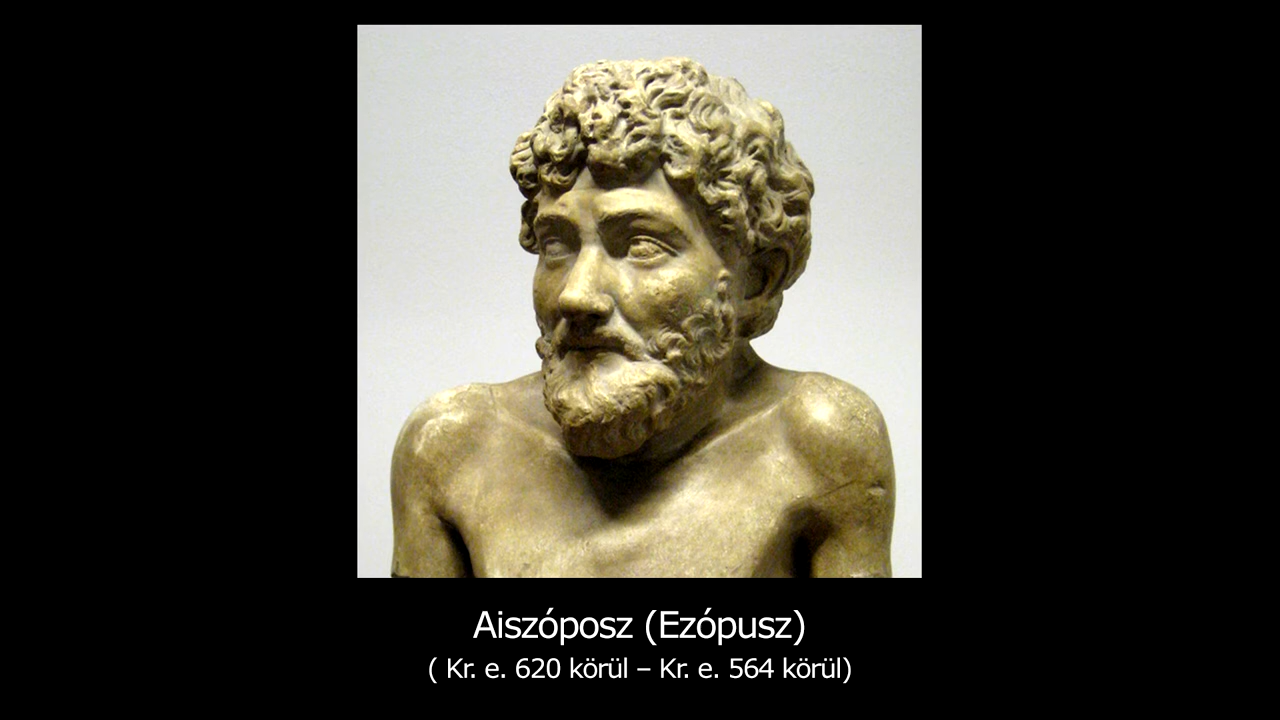 Aiszóposz (Ezópusz)
( Kr. e. 620 körül – Kr. e. 564 körül)